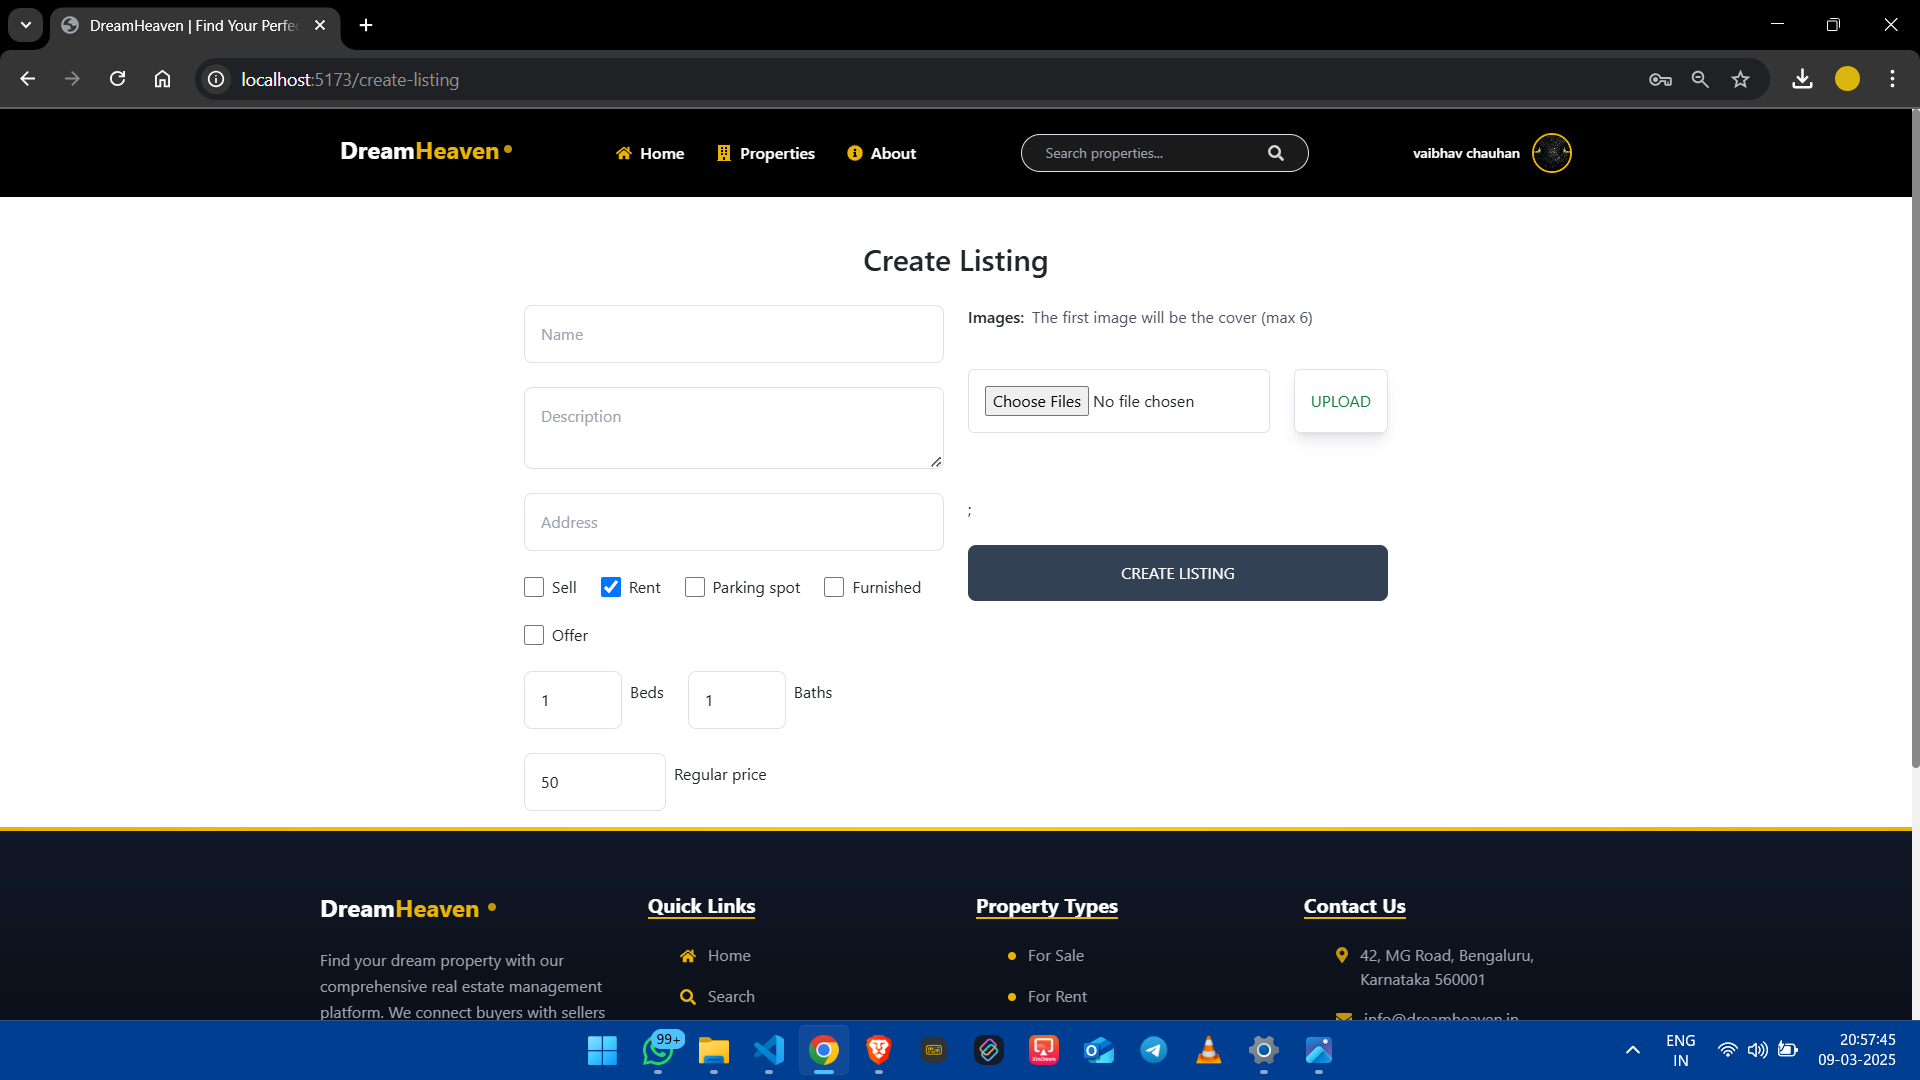 DreamHeaven | Find Your Perfe
localhost:5173/create-listing
DreamHeaven
Home
Properties
About
Search properties...
vaibhav chauhan
Create Listing
Name
Description
Address
Sell
Rent
Parking spot
Furnished
Offer
1
Beds
1
Baths
50
Regular price
Images: The first image will be the cover (max 6)
Choose Files No file chosen
UPLOAD
;
CREATE LISTING
DreamHeaven
Find your dream property with our
comprehensive real estate management
platform. We connect buyers with sellers
Quick Links
Home
Search
Property Types
For Sale
For Rent
Contact Us
42, MG Road, Bengaluru,
Karnataka 560001
info@dreamheaven.in
99+
ENG
IN
20:57:45
09-03-2025